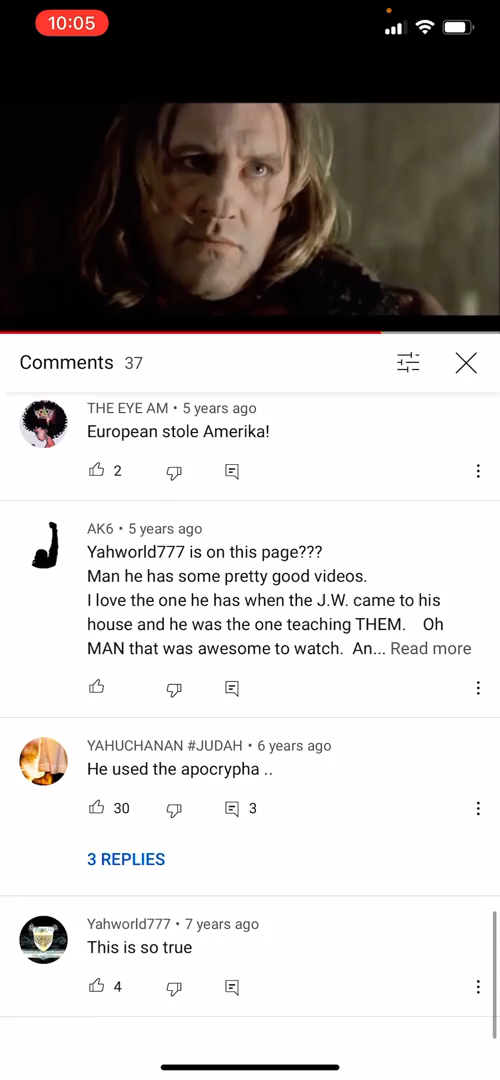 10:05
Comments 37
THE EYE AM • 5 years ago
European stole Amerika!
2
AK6 • 5 years ago
Yahworld777 is on this page???
Man he has some pretty good videos.
I love the one he has when the J.W. came to his
house and he was the one teaching THEM. Oh
MAN that was awesome to watch. An... Read more
YAHUCHANAN #JUDAH • 6 years ago
He used the apocrypha ..
30 3
3 REPLIES
Yahworld777 • 7 years ago
This is so true
4